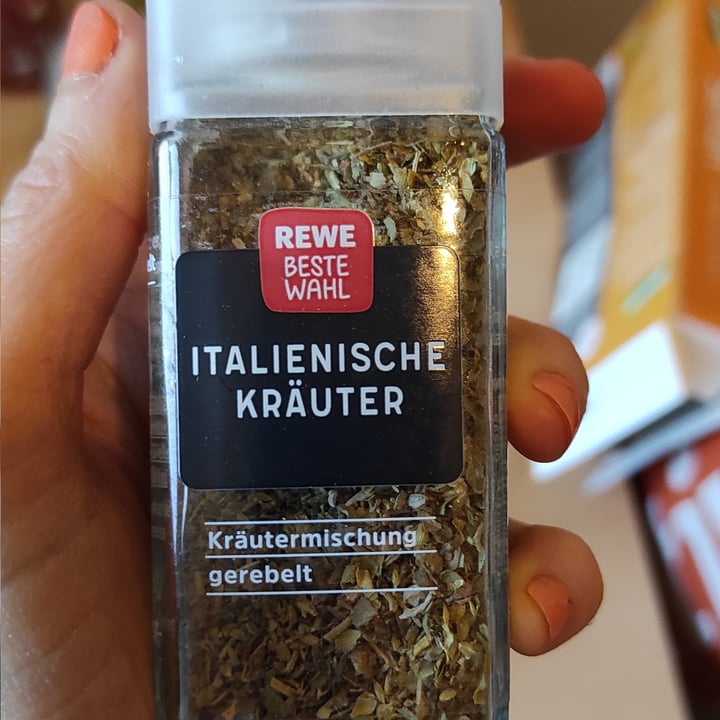 REWE
BESTE
WAHL
ITALIENISCHE
KRÄUTER
Kräutermischung
gerebelt